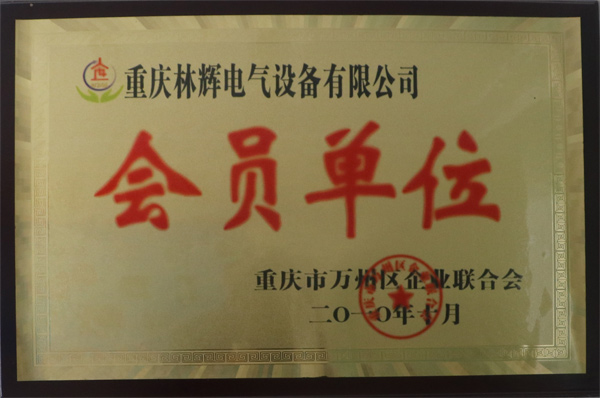 重庆林辉电气设备有限公司
会员单位
重庆市万州区企业联合会
二〇一〇年十月